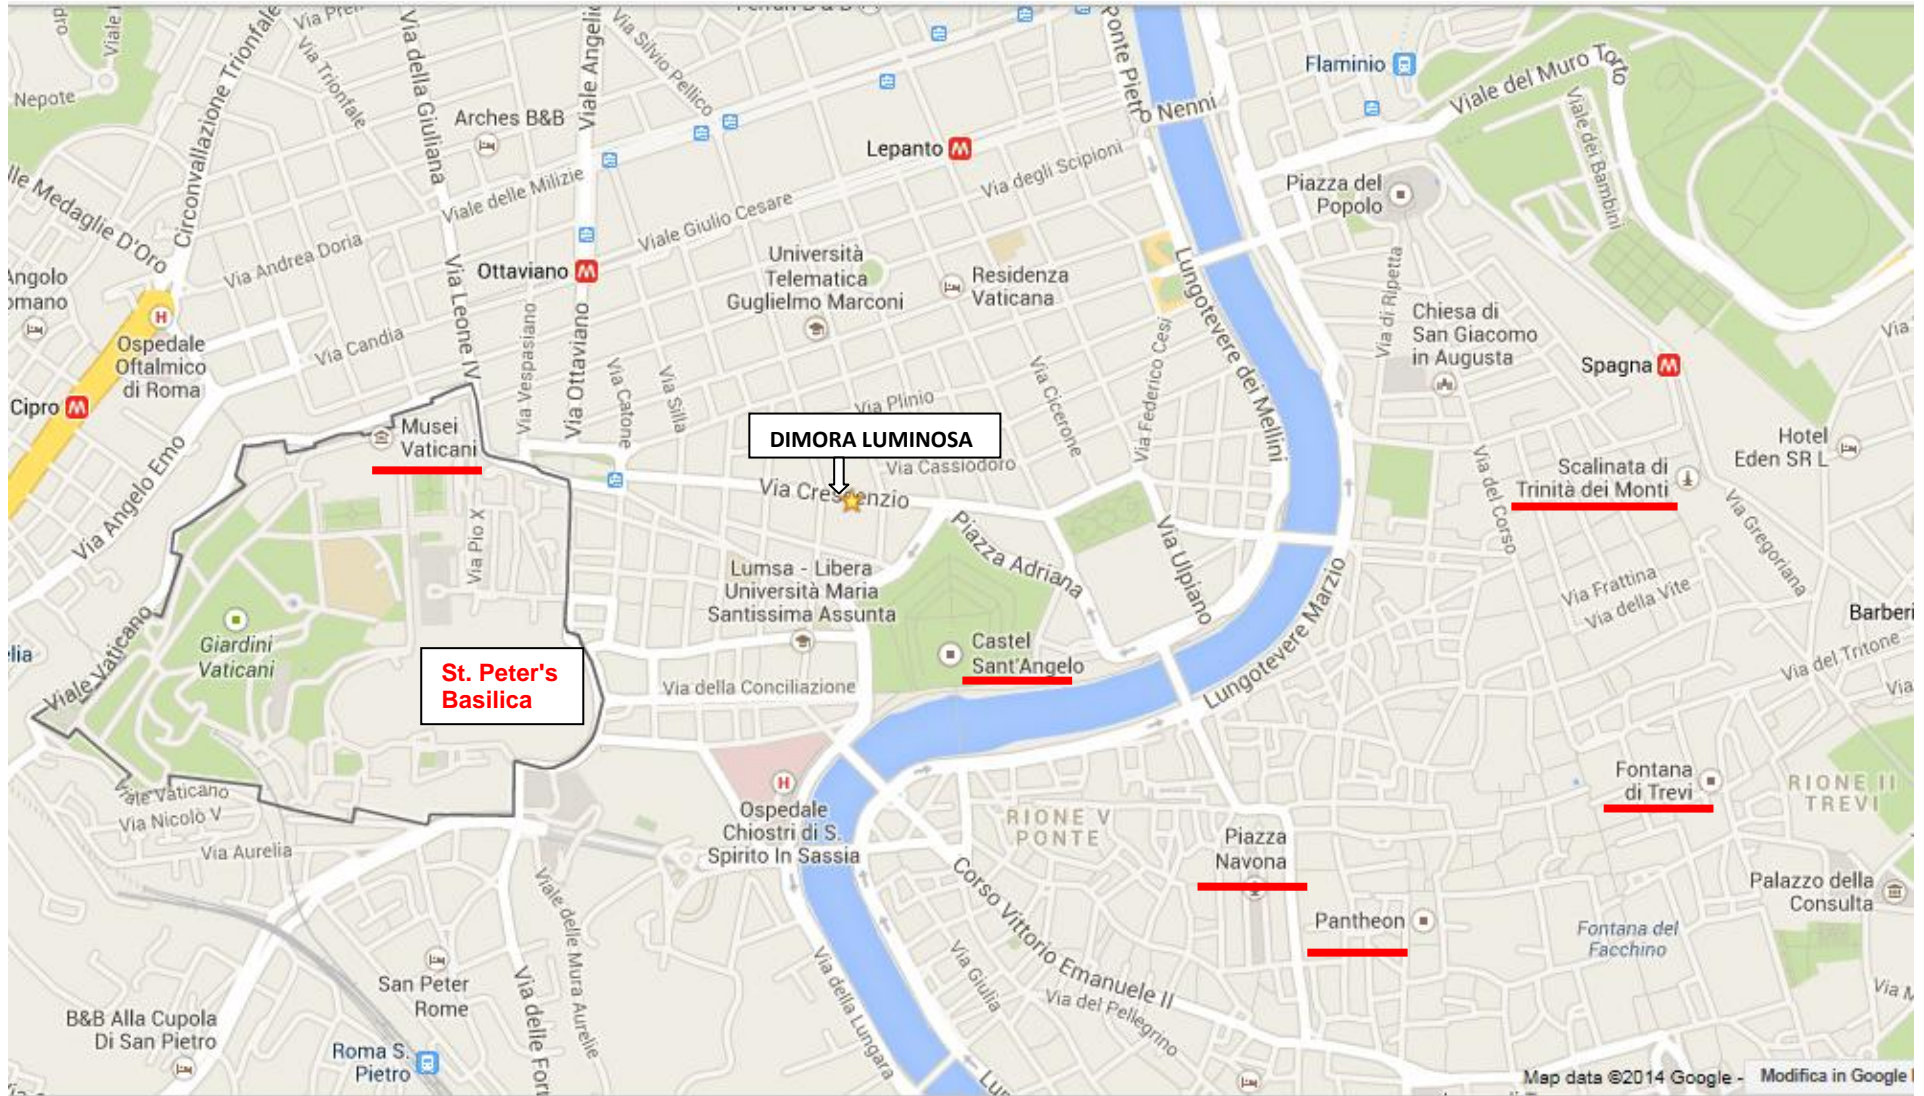 Via Trionfale
Circonvallazione Trionfale
Via della Giuliana
Viale Angelic
Via Silvio Pellico
Ponte Pietro Nenni
Flaminio
Viale del Muro Torto
Viale dei Bambini
Nepote
Arches B&B
Lepanto
Via degli Scipioni
Piazza del
Popolo
lle Medaglie D'Oro
Viale delle Milizie
Viale Giulio Cesare
Via Andrea Doria
Angolo
omano
Ottaviano
Università
Telematica
Guglielmo Marconi
Residenza
Vaticana
Lungotevere dei Mellini
Via di Ripetta
Chiesa di
San Giacomo
in Augusta
Via
Spagna
Ospedale
Oftalmico
di Roma
Via Candia
Via Leone IV
Via Vespasiano
Via Ottaviano
Via Catone
Via Silla
Via Plinio
Via Cicerone
Via Federico Cesi
Cipro
Musei
Vaticani
DIMORA LUMINOSA
Via Cassiodoro
Via Crescenzio
Hotel
Eden SR L
Scalinata di
Trinità dei Monti
Via del Corso
Via Gregoriana
Via Angelo Emo
Via Pio X
Piazza Adriana
Via Ulpiano
Lumsa - Libera
Università Maria
Santissima Assunta
Via Frattina
Via della Vite
Barberi
elia
Giardini
Vaticani
Viale Vaticano
St. Peter's
Basilica
Castel
Sant'Angelo
Via della Conciliazione
Lungotevere Marzio
Via del Tritone
Via
Fontana
di Trevi
RIONE II
TREVI
Viale Vaticano
Via Nicolò V
Via Aurelia
Ospedale
Chiostri di S.
Spirito In Sassia
RIONE V
PONTE
Piazza
Navona
Pantheon
Palazzo della
Consulta
Fontana del
Facchino
Corso Vittorio Emanuele II
Viale delle Mura Aurelie
Via delle For
Via della Lungara
Via Giulia
Via del Pellegrino
San Peter
Rome
B&B Alla Cupola
Di San Pietro
Roma S.
Pietro
Lun
Via M
Map data ©2014 Google -
Modifica in Google